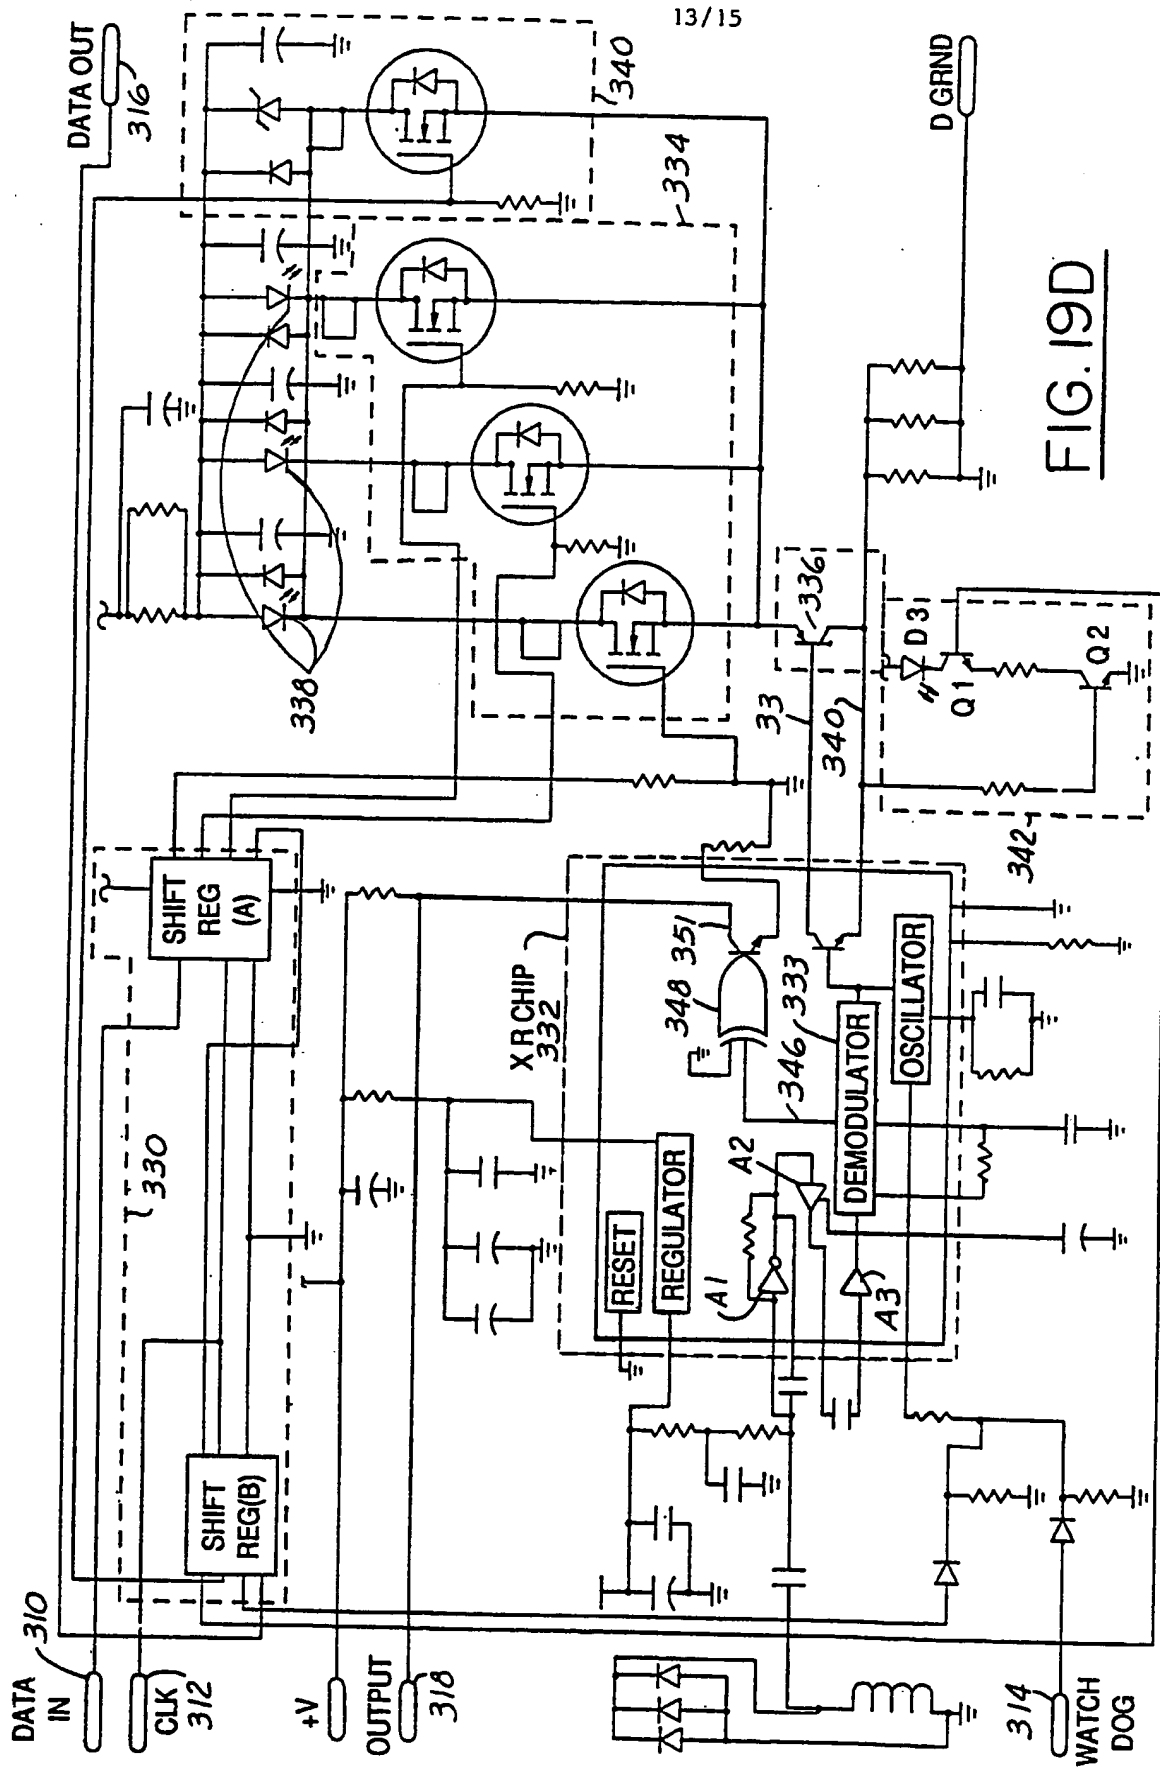 13/15
DATA OUT
316
340
334
D GRND
FIG. 19D
338
336
D3
Q1
Q2
33
340
342
SHIFT
REG
(A)
330
SHIFT
REG(B)
DATA
IN
310
CLK
312
+V
OUTPUT
318
XR CHIP
332
351
348
346
333
OSCILLATOR
DEMODULATOR
A2
RESET
REGULATOR
A1
A3
314
WATCH
DOG